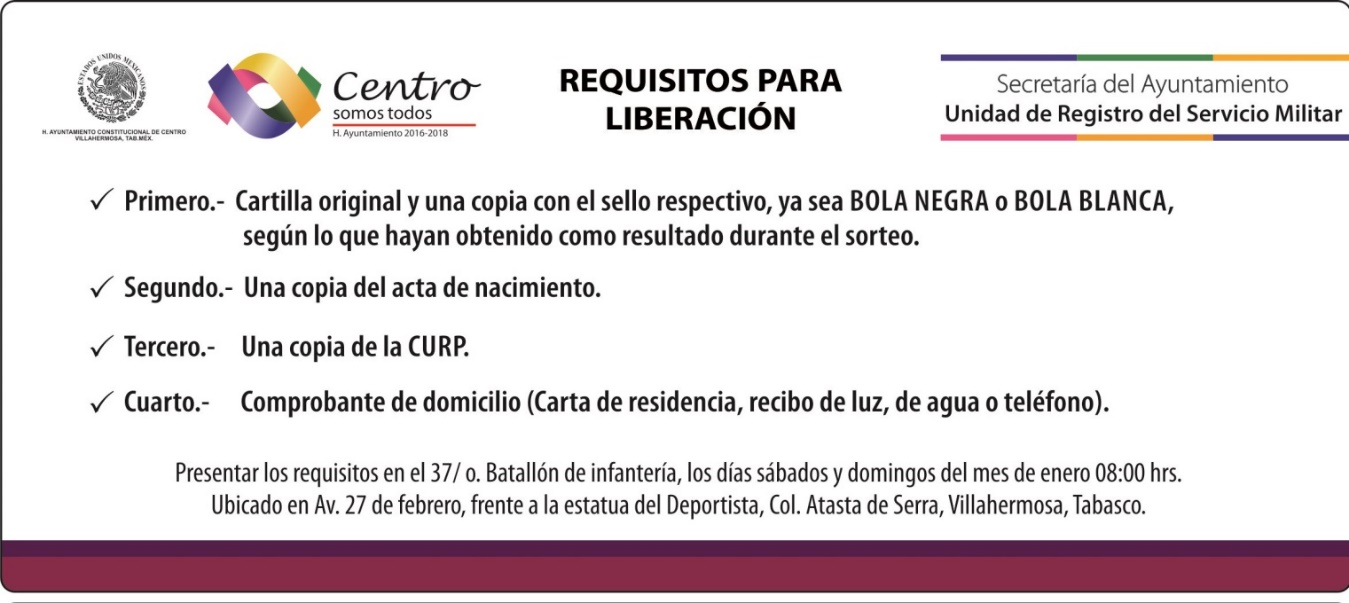 ESTADOS UNIDOS MEXICANOS
H. AYUNTAMIENTO CONSTITUCIONAL DE CENTRO
VILLAHERMOSA, TAB.MÉX.
Centro
somos todos
H. Ayuntamiento 2016-2018
REQUISITOS PARA
LIBERACIÓN
Secretaría del Ayuntamiento
Unidad de Registro del Servicio Militar
✓ Primero.- Cartilla original y una copia con el sello respectivo, ya sea BOLA NEGRA o BOLA BLANCA,
según lo que hayan obtenido como resultado durante el sorteo.
✓ Segundo.- Una copia del acta de nacimiento.
✓ Tercero.- Una copia de la CURP.
✓ Cuarto.- Comprobante de domicilio (Carta de residencia, recibo de luz, de agua o teléfono).
Presentar los requisitos en el 37/ o. Batallón de infantería, los días sábados y domingos del mes de enero 08:00 hrs.
Ubicado en Av. 27 de febrero, frente a la estatua del Deportista, Col. Atasta de Serra, Villahermosa, Tabasco.